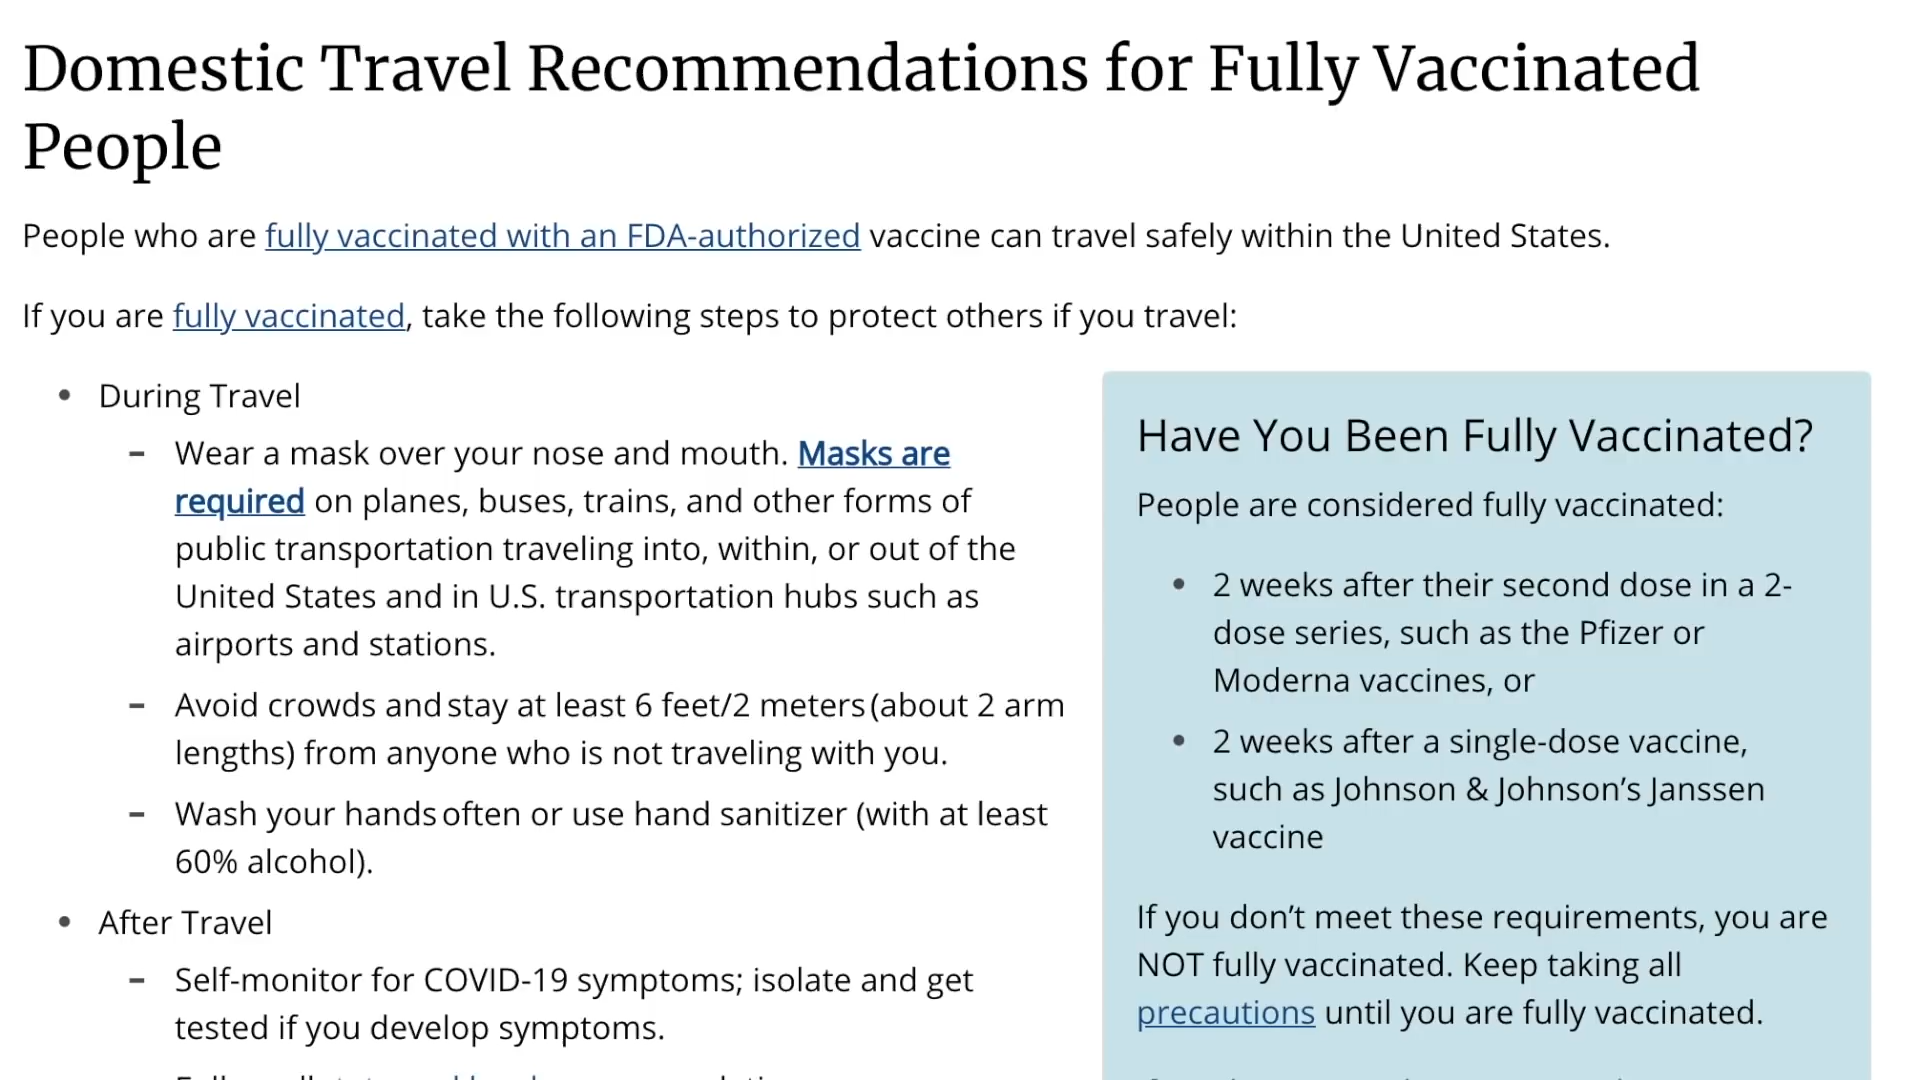 Domestic Travel Recommendations for Fully Vaccinated
People
People who are fully vaccinated with an FDA-authorized vaccine can travel safely within the United States.
If you are fully vaccinated, take the following steps to protect others if you travel:
• During Travel
– Wear a mask over your nose and mouth. Masks are
required on planes, buses, trains, and other forms of
public transportation traveling into, within, or out of the
United States and in U.S. transportation hubs such as
airports and stations.
– Avoid crowds and stay at least 6 feet/2 meters (about 2 arm
lengths) from anyone who is not traveling with you.
– Wash your hands often or use hand sanitizer (with at least
60% alcohol).
• After Travel
– Self-monitor for COVID-19 symptoms; isolate and get
tested if you develop symptoms.
Have You Been Fully Vaccinated?
People are considered fully vaccinated:
• 2 weeks after their second dose in a 2-
dose series, such as the Pfizer or
Moderna vaccines, or
• 2 weeks after a single-dose vaccine,
such as Johnson & Johnson’s Janssen
vaccine
If you don’t meet these requirements, you are
NOT fully vaccinated. Keep taking all
precautions until you are fully vaccinated.